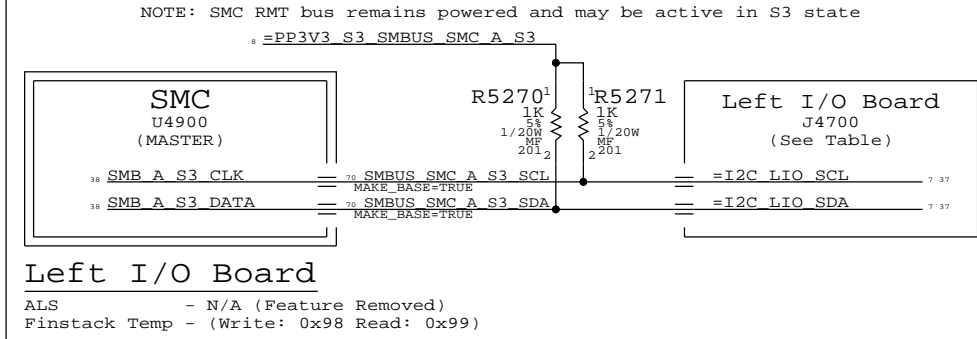 NOTE: SMC RMT bus remains powered and may be active in S3 state
8 =PP3V3_S3_SMBUS_SMC_A_S3
SMC
U4900
(MASTER)
R5270 1
1K
5%
1/20W
MF
201 2
1 R5271
1K
5%
1/20W
MF
2 201
Left I/O Board
J4700
(See Table)
38 SMB_A_S3_CLK
70 SMBUS_SMC_A_S3_SCL
MAKE_BASE=TRUE
=I2C_LIO_SCL
7 37
38 SMB_A_S3_DATA
70 SMBUS_SMC_A_S3_SDA
MAKE_BASE=TRUE
=I2C_LIO_SDA
7 37
Left I/O Board
ALS - N/A (Feature Removed)
Finstack Temp - (Write: 0x98 Read: 0x99)